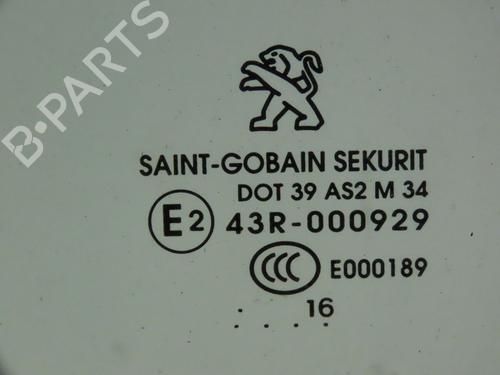 B-PARTS
SAINT-GOBAIN SEKURIT
DOT 39 AS2 M 34
E2 43R-000929
CCC E000189
16